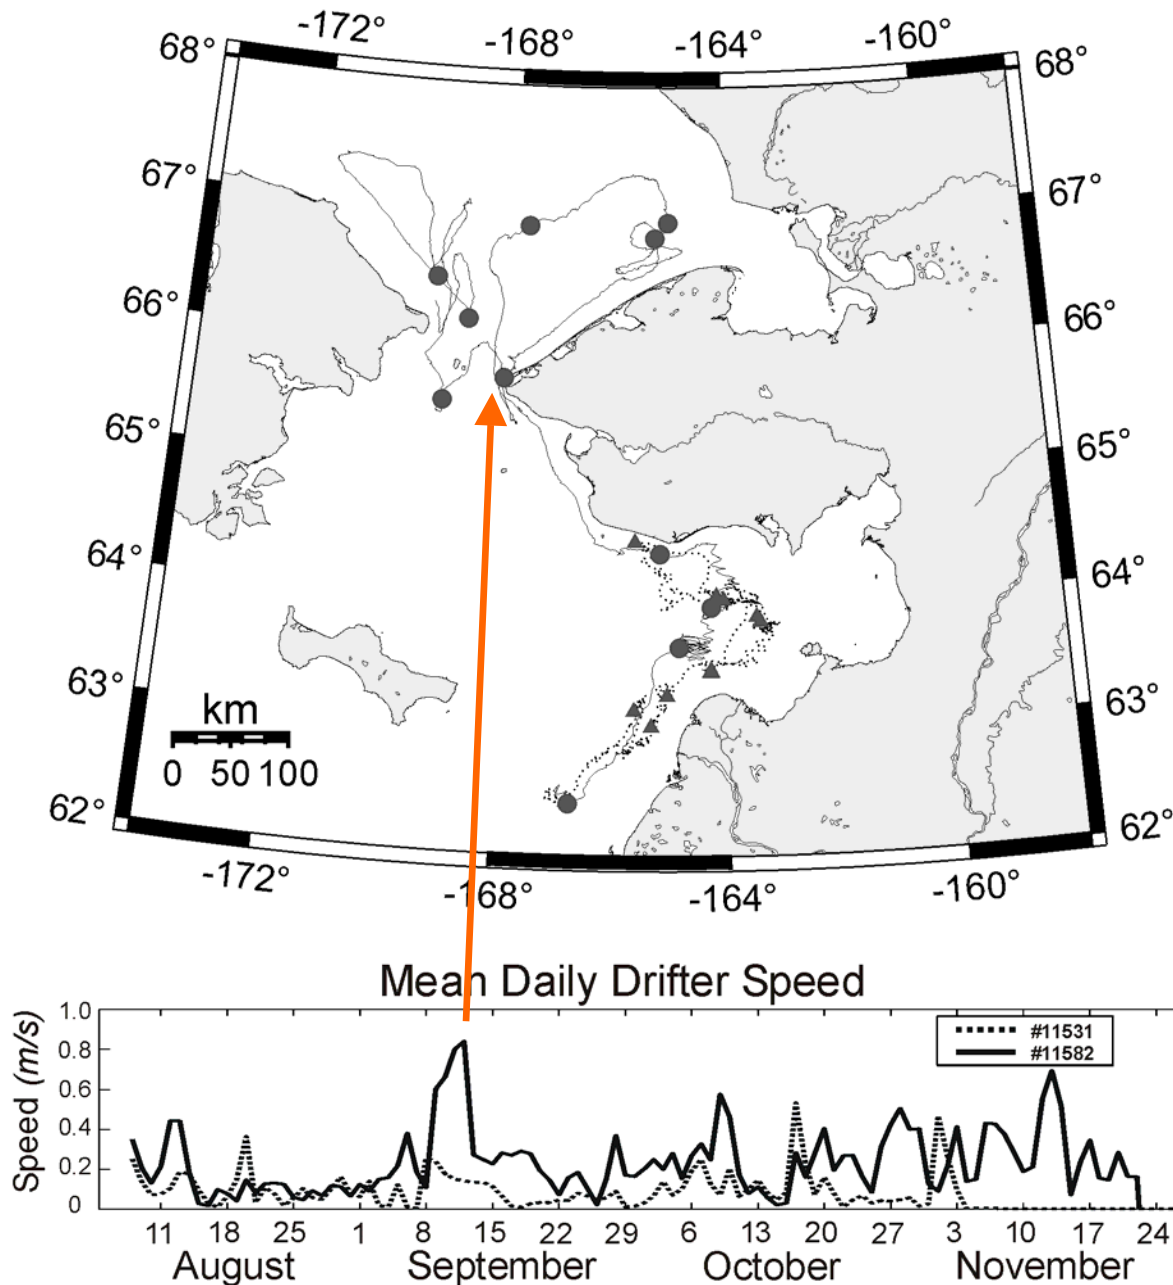 -172° -168° -164° -160°
68° 68°
67° 67°
66° 66°
65° 65°
64° 64°
63° 63°
km
0 50 100
62° 62°
-172° -168° -164° -160°
Mean Daily Drifter Speed
1.0
0.8
0.6
0.4
0.2
0
Speed (m/s)
#11531
#11582
11 18 25 1 8 15 22 29 6 13 20 27 3 10 17 24
August September October November